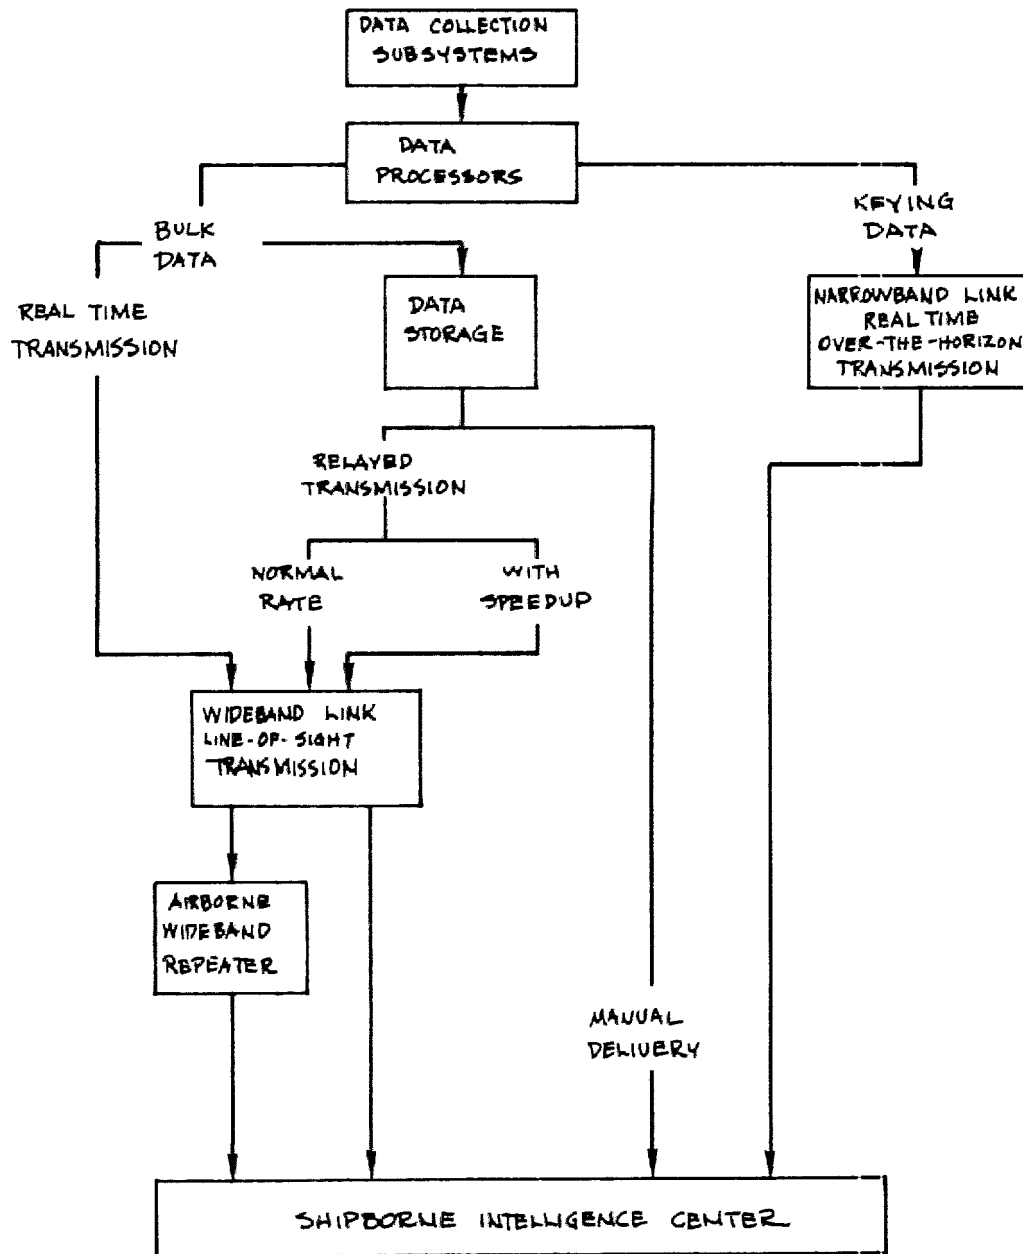 DATA COLLECTION
SUBSYSTEMS
DATA
PROCESSORS
BULK
DATA
KEYING
DATA
REAL TIME
TRANSMISSION
DATA
STORAGE
NARROWBAND LINK
REAL TIME
OVER-THE-HORIZON
TRANSMISSION
RELAYED
TRANSMISSION
NORMAL
RATE
WITH
SPEEDUP
WIDEBAND LINK
LINE-OF-SIGHT
TRANSMISSION
AIRBORNE
WIDEBAND
REPEATER
MANUAL
DELIVERY
SHIPBORNE INTELLIGENCE CENTER